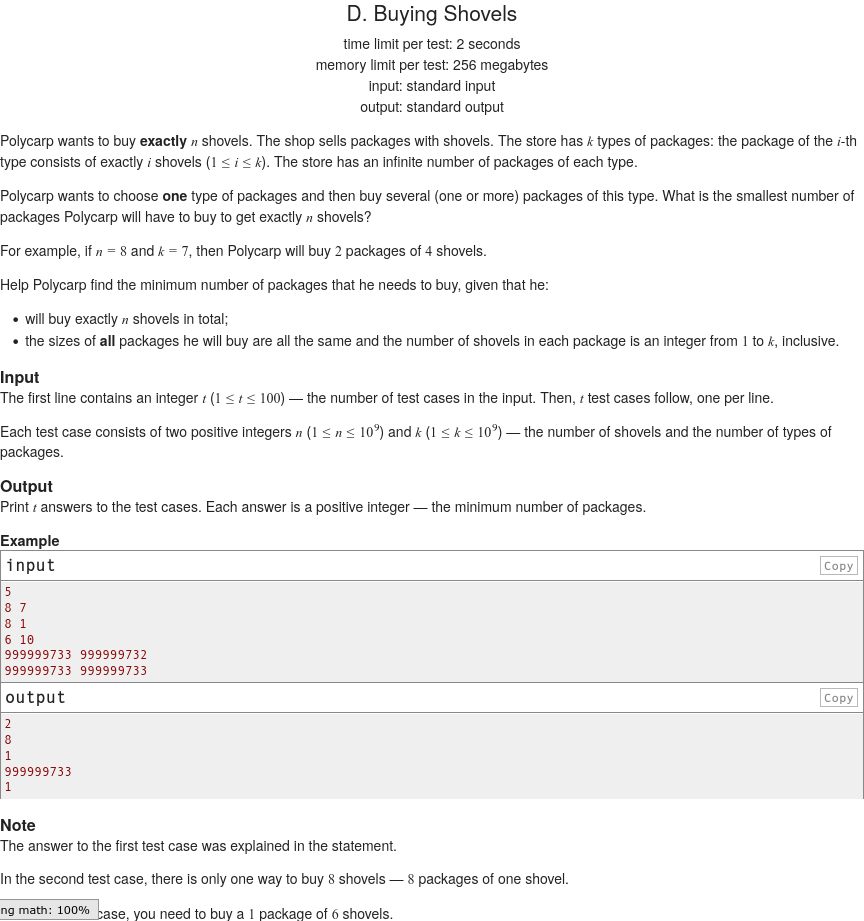 D. Buying Shovels
time limit per test: 2 seconds
memory limit per test: 256 megabytes
input: standard input
output: standard output
Polycarp wants to buy exactly n shovels. The shop sells packages with shovels. The store has k types of packages: the package of the i-th
type consists of exactly i shovels (1 ≤ i ≤ k). The store has an infinite number of packages of each type.
Polycarp wants to choose one type of packages and then buy several (one or more) packages of this type. What is the smallest number of
packages Polycarp will have to buy to get exactly n shovels?
For example, if n = 8 and k = 7, then Polycarp will buy 2 packages of 4 shovels.
Help Polycarp find the minimum number of packages that he needs to buy, given that he:
• will buy exactly n shovels in total;
• the sizes of all packages he will buy are all the same and the number of shovels in each package is an integer from 1 to k, inclusive.
Input
The first line contains an integer t (1 ≤ t ≤ 100) — the number of test cases in the input. Then, t test cases follow, one per line.
Each test case consists of two positive integers n (1 ≤ n ≤ 10⁹) and k (1 ≤ k ≤ 10⁹) — the number of shovels and the number of types of
packages.
Output
Print t answers to the test cases. Each answer is a positive integer — the minimum number of packages.
Example
input Copy
5
8 7
8 1
6 10
999999733 999999732
999999733 999999733
output Copy
2
8
1
999999733
1
Note
The answer to the first test case was explained in the statement.
In the second test case, there is only one way to buy 8 shovels — 8 packages of one shovel.
ng math: 100% case, you need to buy a 1 package of 6 shovels.